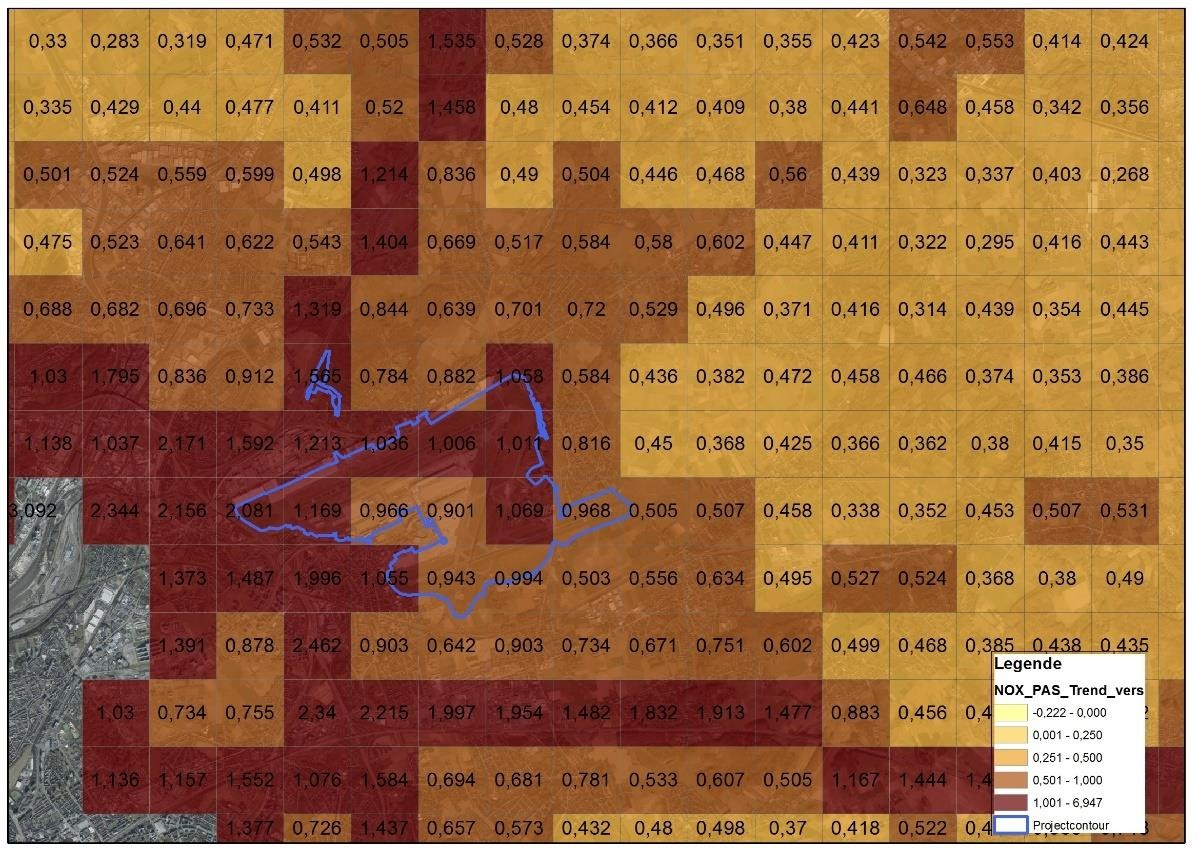 0,33 0,283 0,319 0,471 0,532 0,505 1,535 0,528 0,374 0,366 0,351 0,355 0,423 0,542 0,553 0,414 0,424
0,335 0,429 0,44 0,477 0,411 0,52 1,458 0,48 0,454 0,412 0,409 0,38 0,441 0,648 0,458 0,342 0,356
0,501 0,524 0,559 0,599 0,498 1,214 0,836 0,49 0,504 0,446 0,468 0,56 0,439 0,323 0,337 0,403 0,268
0,475 0,523 0,641 0,622 0,543 1,404 0,669 0,517 0,584 0,58 0,602 0,447 0,411 0,322 0,295 0,416 0,443
0,688 0,682 0,696 0,733 1,319 0,844 0,639 0,701 0,72 0,529 0,496 0,371 0,416 0,314 0,439 0,354 0,445
1,03 1,795 0,836 0,912 1,565 0,784 0,882 1,058 0,584 0,436 0,382 0,472 0,458 0,466 0,374 0,353 0,386
1,138 1,037 2,171 1,592 1,213 1,036 1,006 1,011 0,816 0,45 0,368 0,425 0,366 0,362 0,38 0,415 0,35
3,092 2,344 2,156 2,081 1,169 0,966 0,901 1,069 0,968 0,505 0,507 0,458 0,338 0,352 0,453 0,507 0,531
1,373 1,487 1,996 1,055 0,943 0,994 0,503 0,556 0,634 0,495 0,527 0,524 0,368 0,38 0,49
1,391 0,878 2,462 0,903 0,642 0,903 0,734 0,671 0,751 0,602 0,499 0,468 0,385 0,438 0,435
1,03 0,734 0,755 2,34 2,215 1,997 1,954 1,482 1,832 1,913 1,477 0,883 0,456
1,136 1,157 1,552 1,076 1,584 0,694 0,681 0,781 0,533 0,607 0,505 1,167 1,444
1,377 0,726 1,437 0,657 0,573 0,432 0,48 0,498 0,37 0,418 0,522
Legende
NOX_PAS_Trend_vers
-0,222 - 0,000
0,001 - 0,250
0,251 - 0,500
0,501 - 1,000
1,001 - 6,947
Projectcontour